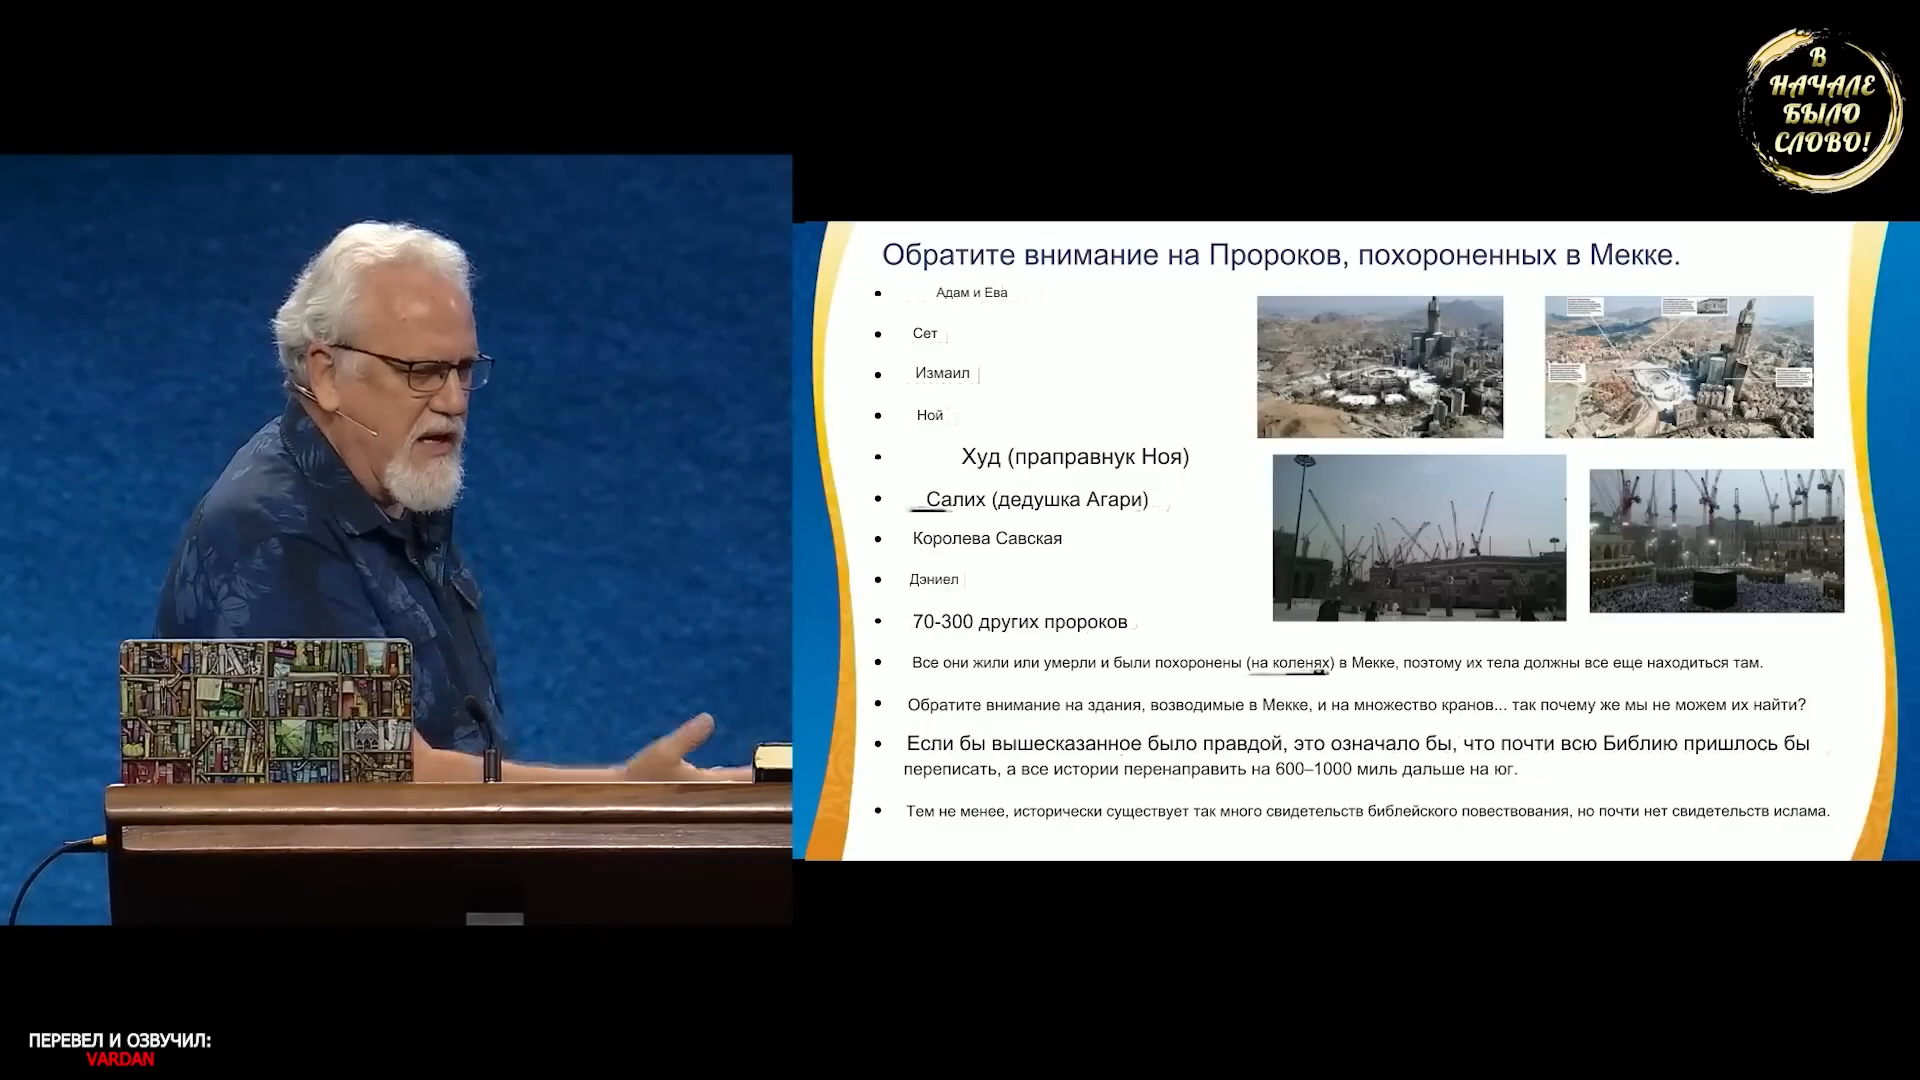 В
НАЧАЛЕ
БЫЛО
СЛОВО!
Обратите внимание на Пророков, похороненных в Мекке.
Адам и Ева
Сет
Измаил
Ной
Худ (праправнук Ноя)
Салих (дедушка Агари)
Королева Савская
Дэниел
70-300 других пророков
Все они жили или умерли и были похоронены (на коленях) в Мекке, поэтому их тела должны все еще находиться там.
Обратите внимание на здания, возводимые в Мекке, и на множество кранов... так почему же мы не можем их найти?
Если бы вышесказанное было правдой, это означало бы, что почти всю Библию пришлось бы
переписать, а все истории перенаправить на 600–1000 миль дальше на юг.
Тем не менее, исторически существует так много свидетельств библейского повествования, но почти нет свидетельств ислама.
ПЕРЕВЕЛ И ОЗВУЧИЛ:
VARDAN